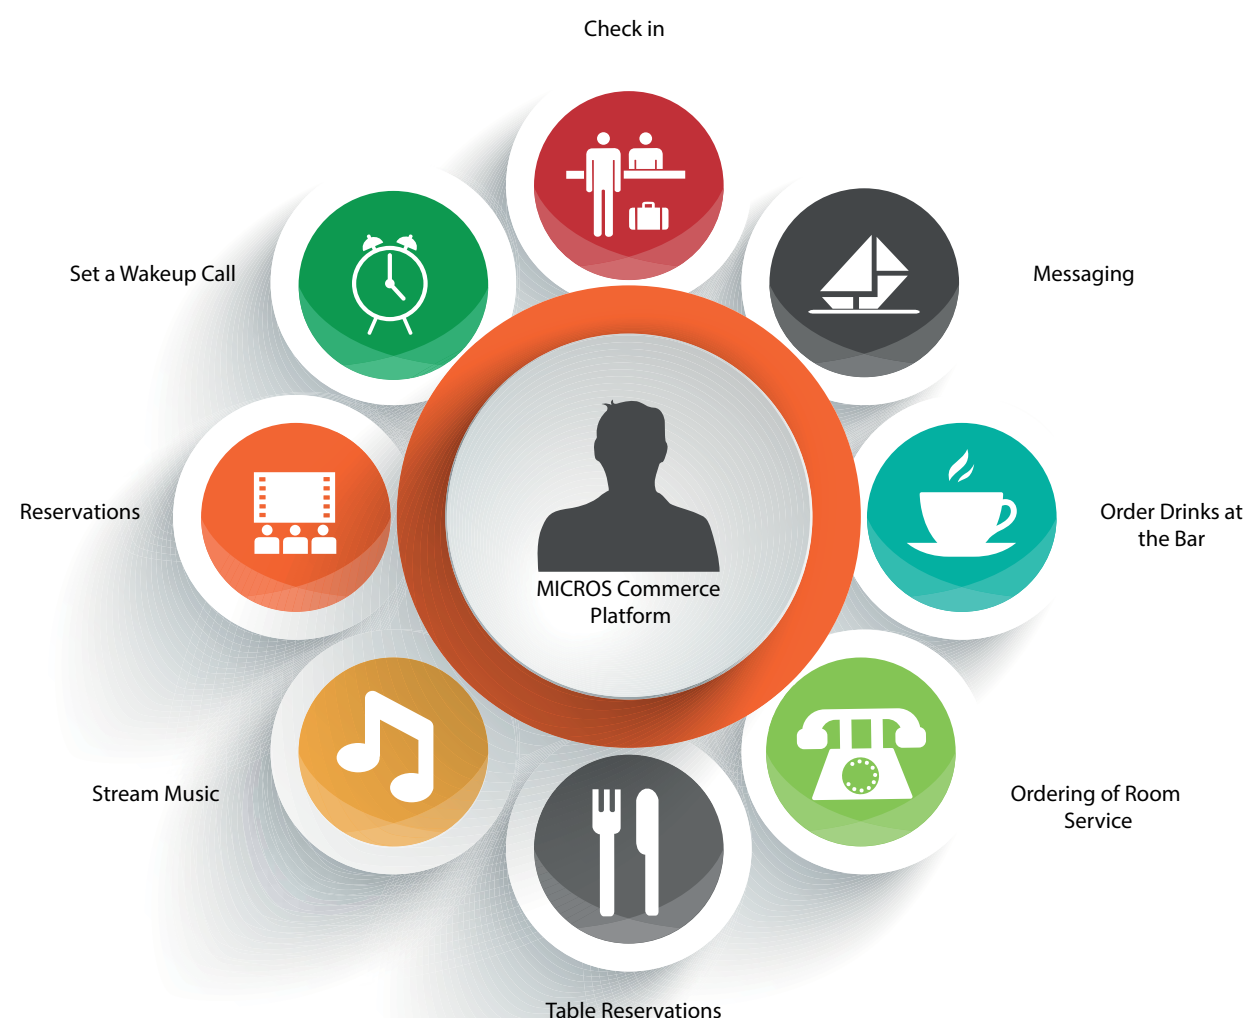 Check in
Set a Wakeup Call
Messaging
Reservations
Order Drinks at
the Bar
MICROS Commerce
Platform
Stream Music
Ordering of Room
Service
Table Reservations